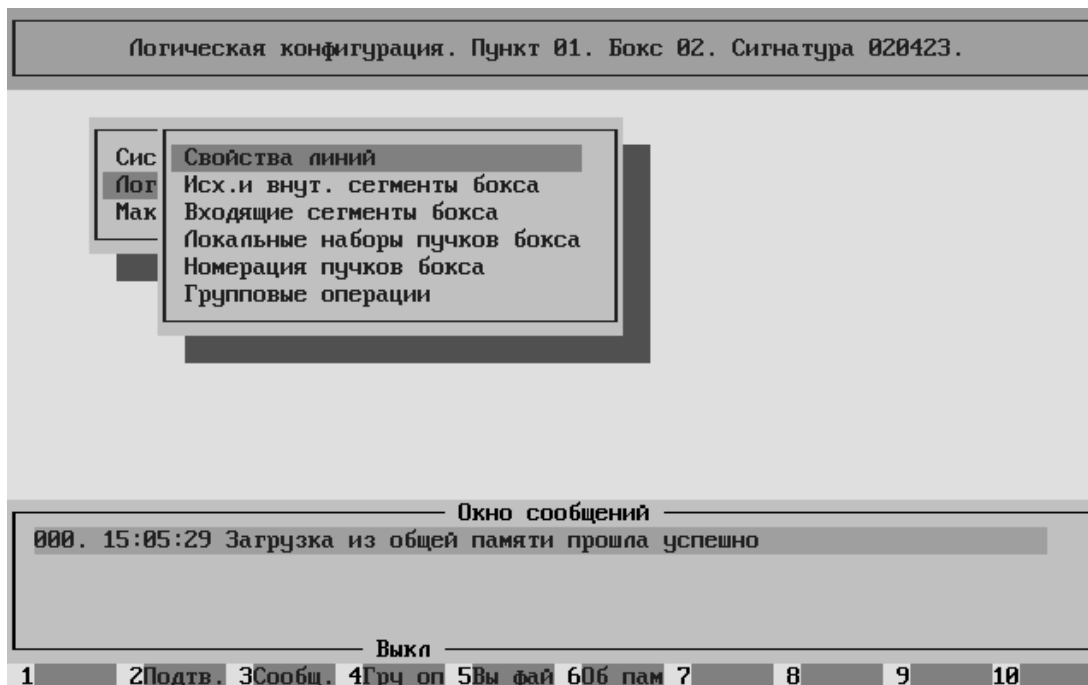 Логическая конфигурация. Пункт 01. Бокс 02. Сигнатура 020423.
Сис
Лог
Мак
Свойства линий
Исх.и внут. сегменты бокса
Входящие сегменты бокса
Локальные наборы пучков бокса
Номерация пучков бокса
Групповые операции
Окно сообщений
000. 15:05:29 Загрузка из общей памяти прошла успешно
Выкл
1 2Подтв. 3Сообщ. 4Гру оп 5Вы фай 6Об пам 7 8 9 10